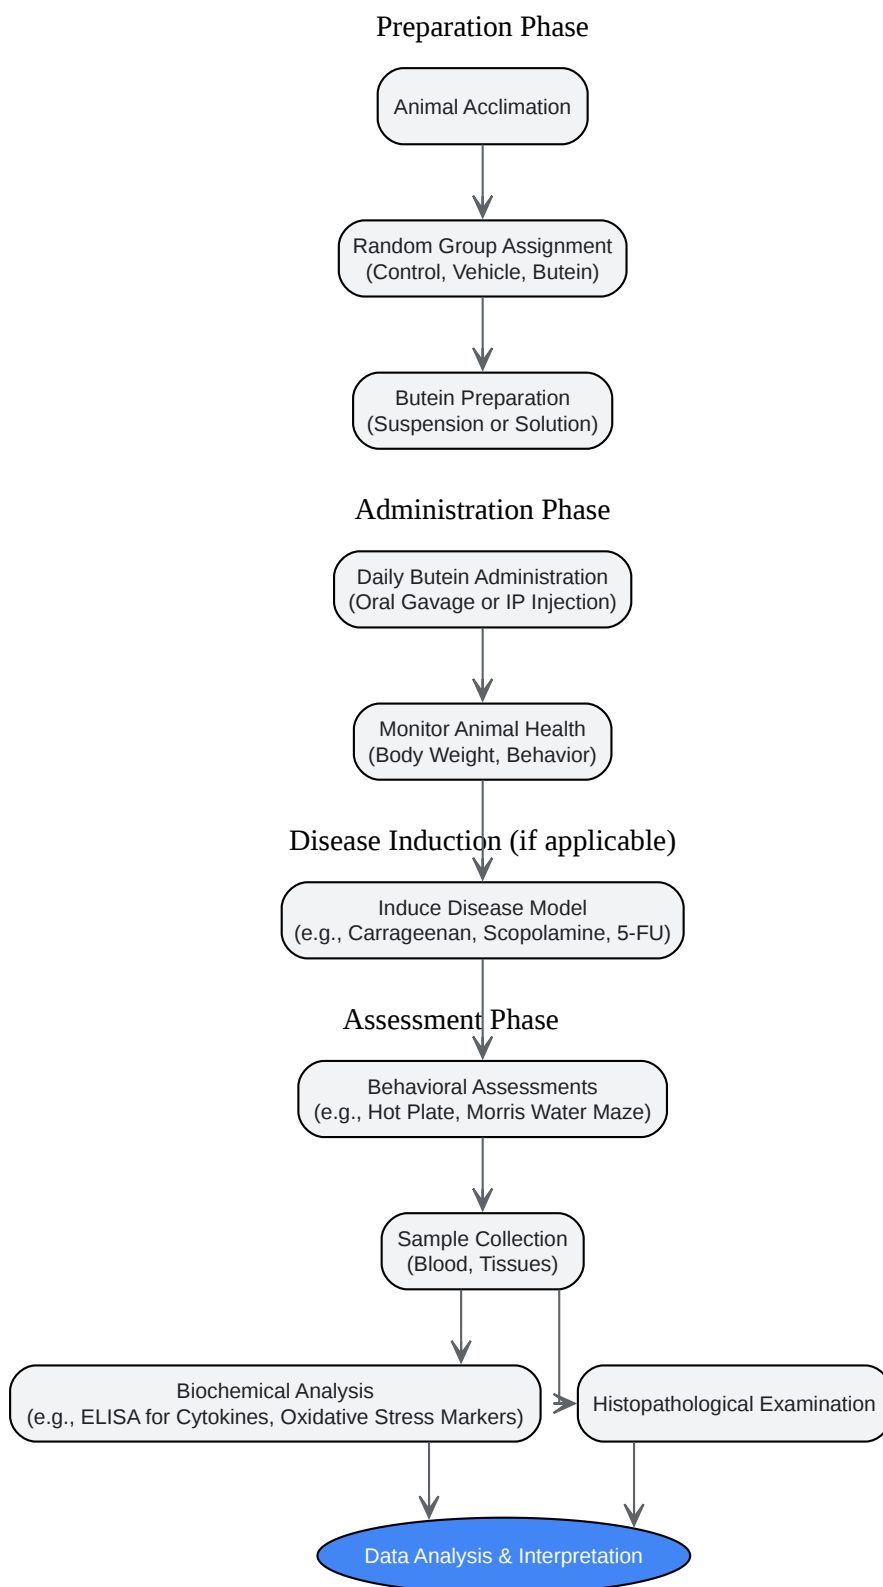 Preparation Phase
Animal Acclimation
Random Group Assignment
(Control, Vehicle, Butein)
Butein Preparation
(Suspension or Solution)
Administration Phase
Daily Butein Administration
(Oral Gavage or IP Injection)
Monitor Animal Health
(Body Weight, Behavior)
Disease Induction (if applicable)
Induce Disease Model
(e.g., Carrageenan, Scopolamine, 5-FU)
Assessment Phase
Behavioral Assessments
(e.g., Hot Plate, Morris Water Maze)
Sample Collection
(Blood, Tissues)
Biochemical Analysis
(e.g., ELISA for Cytokines, Oxidative Stress Markers)
Histopathological Examination
Data Analysis & Interpretation